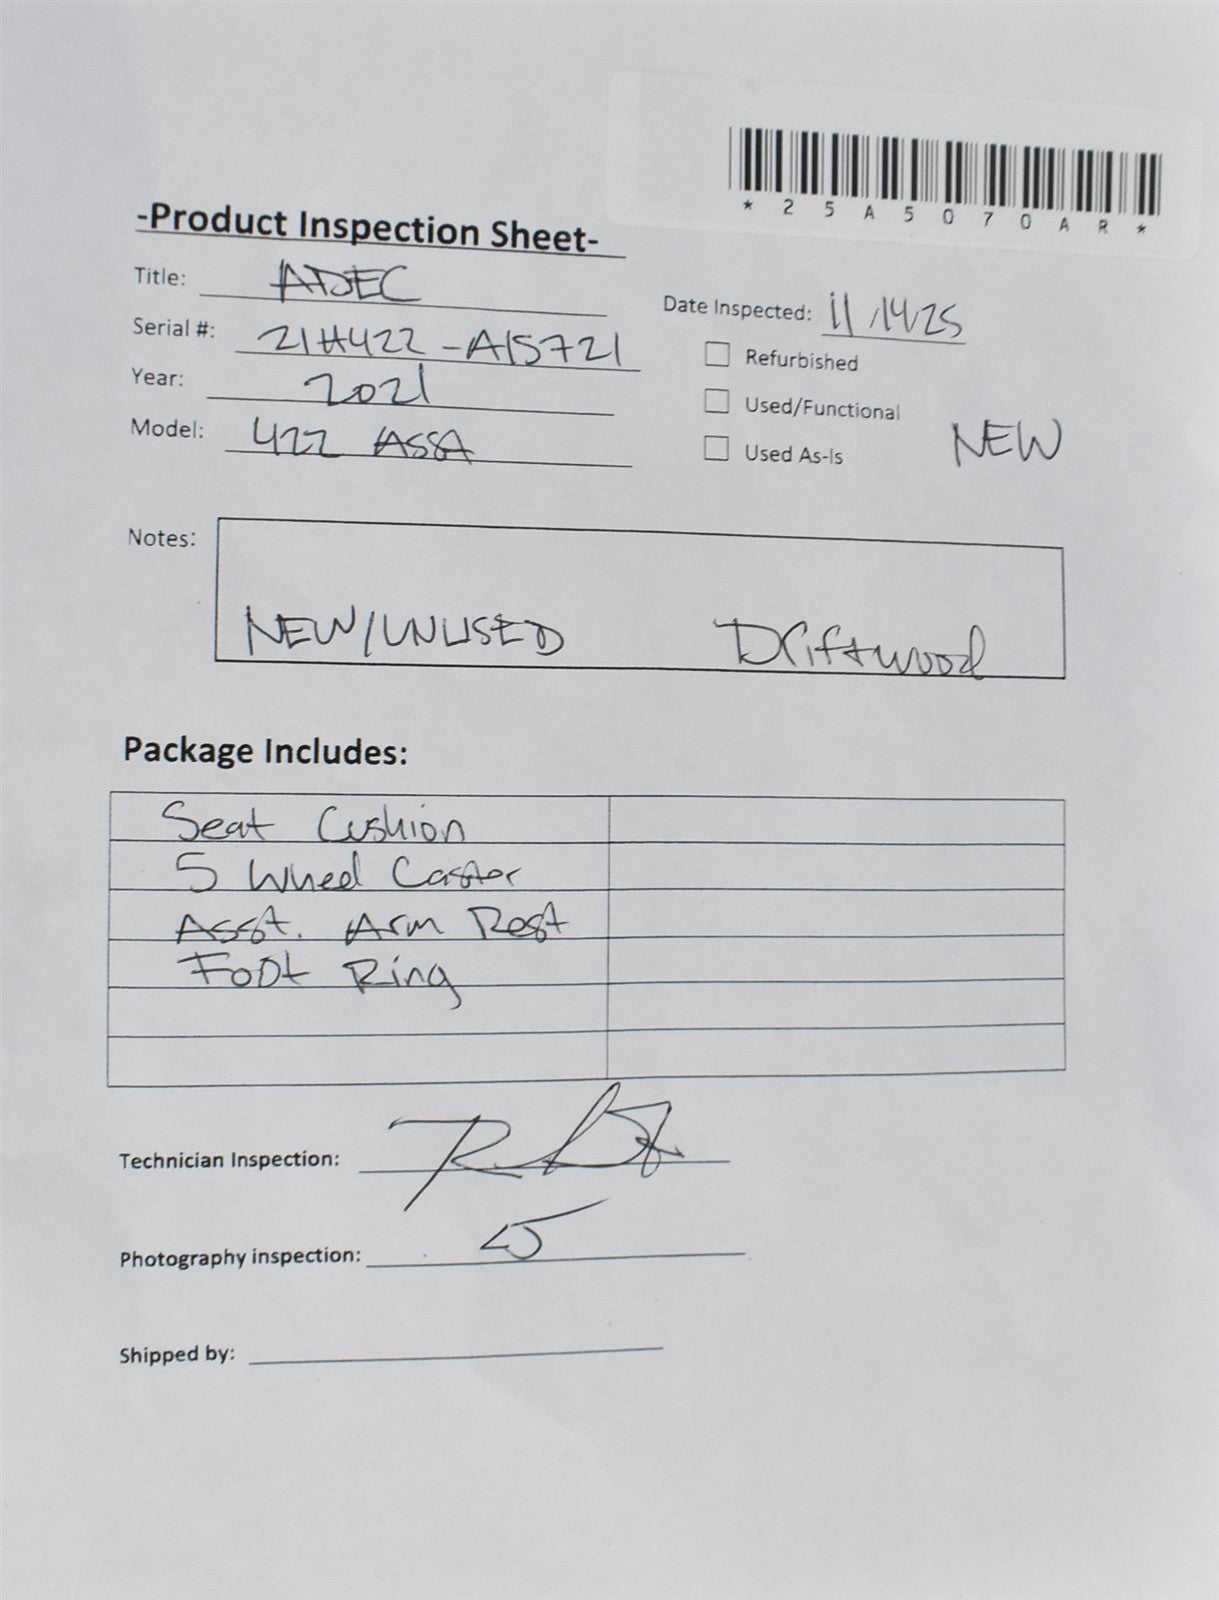 *25A5070AR*
-Product Inspection Sheet-
Title: ADEC
Date Inspected: 11/14/25
Serial #: 21H422-A15721
Refurbished
Year: 2021
Used/Functional
Model: 422 ASSA
Used As-Is
NEW
Notes:
NEW/UNUSED Driftwood
Package Includes:
Seat Cushion
5 Wheel Caster
Asst. Arm Rest
Foot Ring
Technician Inspection:
Photography inspection:
Shipped by: